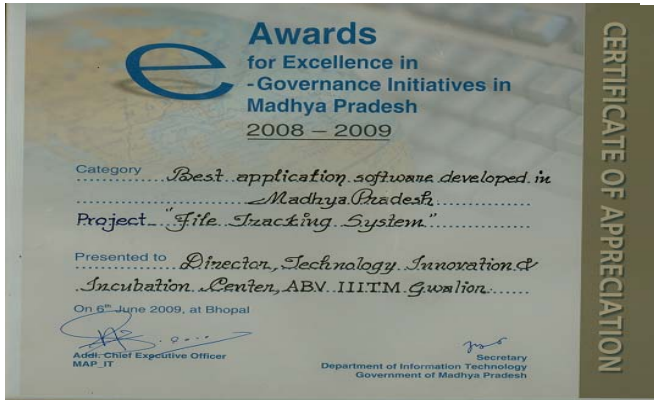 Awards
for Excellence in
e-Governance Initiatives in
Madhya Pradesh
2008 – 2009
Category Best application software developed in
Madhya Pradesh
Project "File Tracking System"
Presented to Director, Technology Innovation &
Incubation Center, ABV IIITM Gwalior
On 6th June 2009, at Bhopal
Addl. Chief Executive Officer
MAP_IT
Secretary
Department of Information Technology
Government of Madhya Pradesh
CERTIFICATE OF APPRECIATION